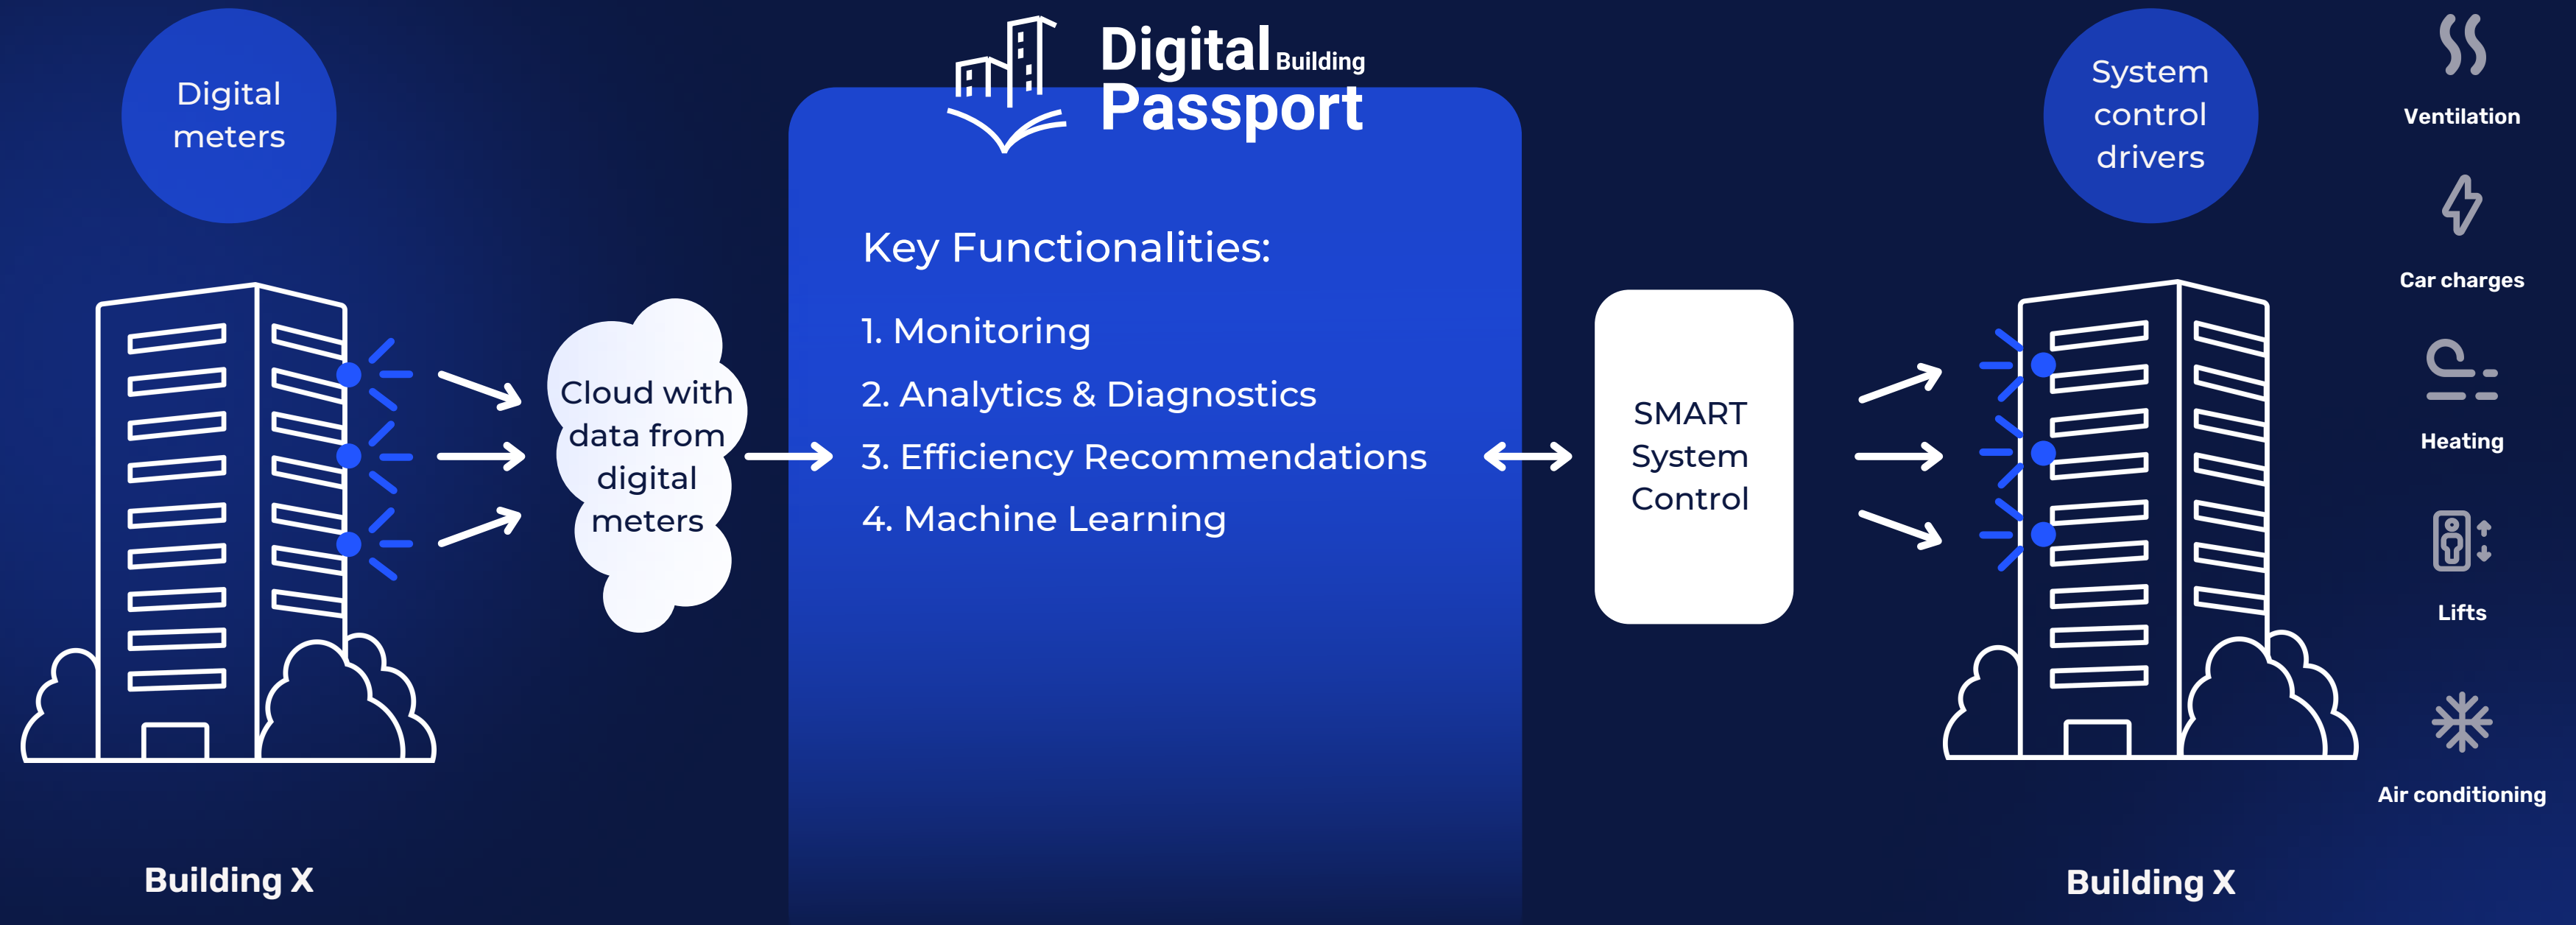 Digital
meters
Building X
Cloud with
data from
digital
meters
Digital Building
Passport
Key Functionalities:
1. Monitoring
2. Analytics & Diagnostics
3. Efficiency Recommendations
4. Machine Learning
SMART
System
Control
System
control
drivers
Building X
Ventilation
Car charges
Heating
Lifts
Air conditioning